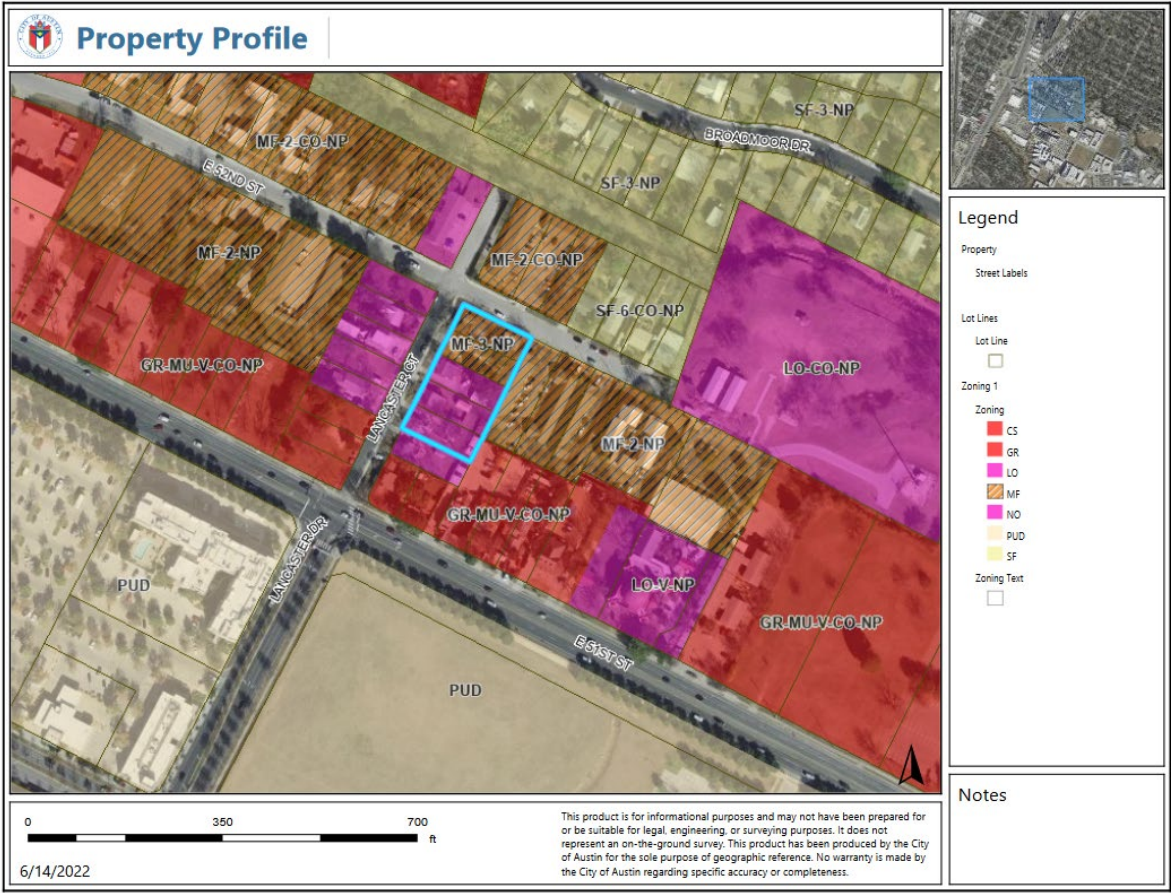 CITY OF AUSTIN
Property Profile
SF-3-NP
BROADMOOR DR
MF-2-CO-NP
E 52ND ST
SF-3-NP
MF-2-NP
MF-2-CO-NP
SF-6-CO-NP
MF-3-NP
LO-CO-NP
GR-MU-V-CO-NP
LANCASTER CT
MF-2-NP
GR-MU-V-CO-NP
LANCASTER DR
PUD
LO-V-NP
GR-MU-V-CO-NP
E 51ST ST
PUD
Legend
Property
Street Labels
Lot Lines
Lot Line
Zoning 1
Zoning
CS
GR
LO
MF
NO
PUD
SF
Zoning Text
Notes
0 350 700
ft
6/14/2022
This product is for informational purposes and may not have been prepared for
or be suitable for legal, engineering, or surveying purposes. It does not
represent an on-the-ground survey. This product has been produced by the City
of Austin for the sole purpose of geographic reference. No warranty is made by
the City of Austin regarding specific accuracy or completeness.